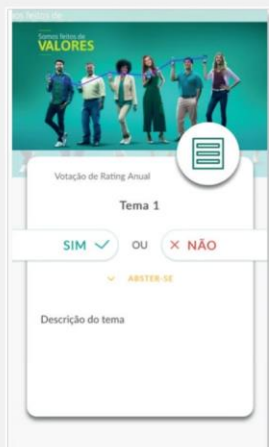 Somos feitos de
VALORES
Votação de Rating Anual
Tema 1
SIM OU × NÃO
ABSTER-SE
Descrição do tema